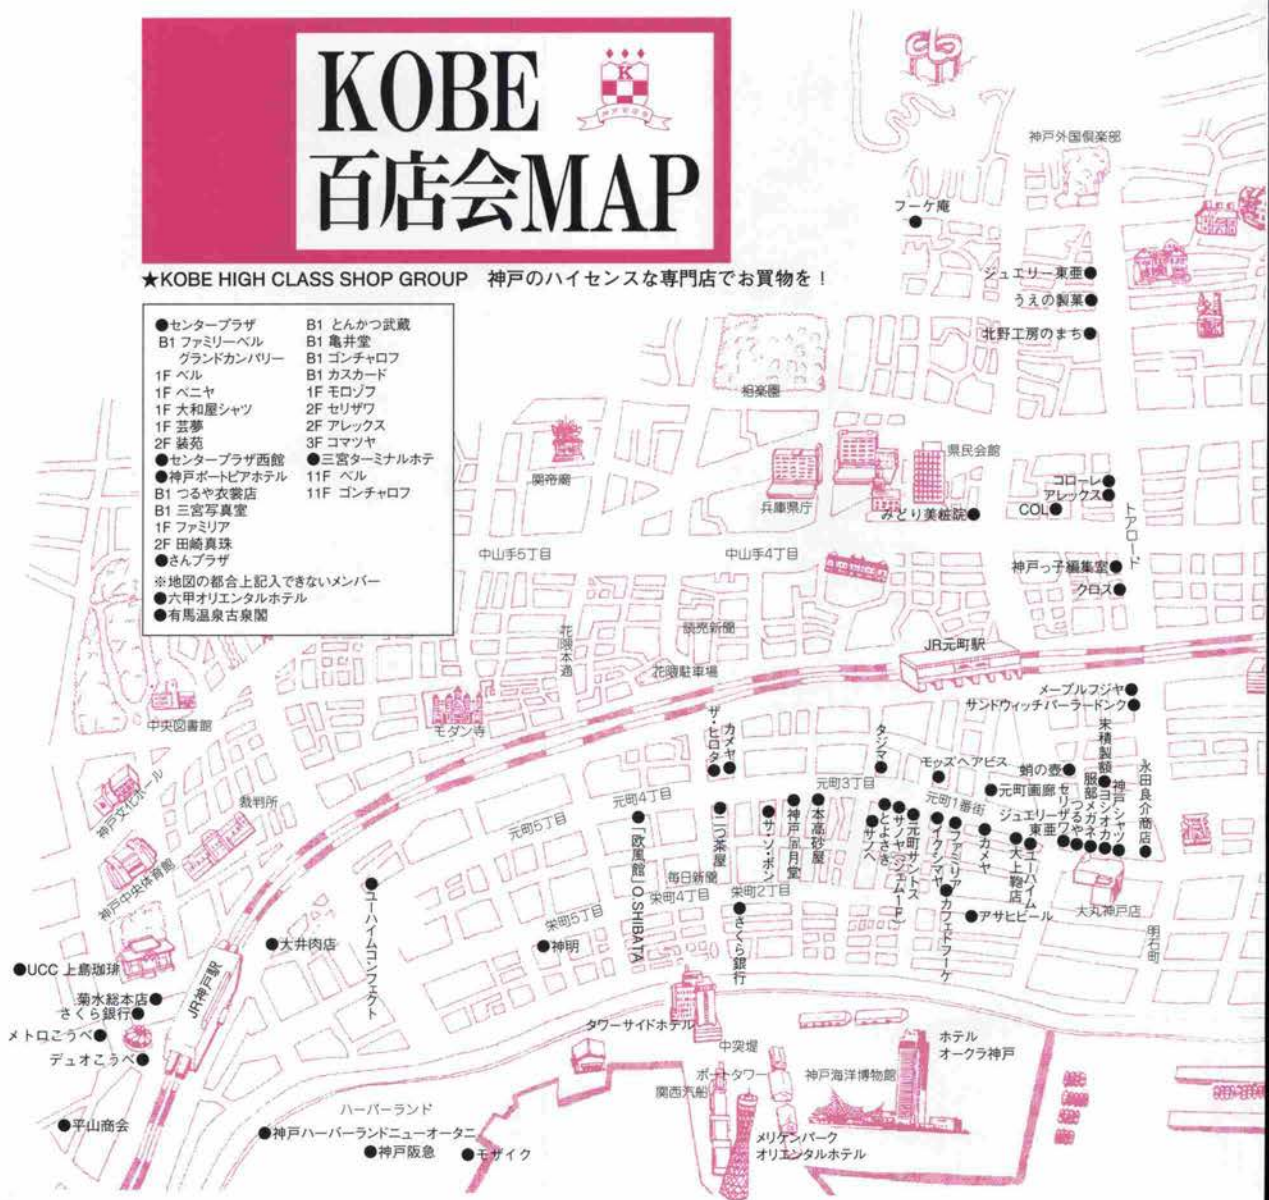 KOBE
百店会MAP
K
★KOBE HIGH CLASS SHOP GROUP 神戸のハイセンスな専門店でお買物を！
●センタープラザ
B1 ファミリーベル
グランドカンパリー
1F ベル
1F ベニヤ
1F 大和屋シャツ
1F 芸夢
2F 装苑
●センタープラザ西館
●神戸ポートピアホテル
B1 つるや衣裳店
B1 三宮写真室
1F ファミリア
2F 田崎真珠
●さんプラザ
B1 とんかつ武蔵
B1 亀井堂
B1 ゴンチャロフ
B1 カスカード
1F モロゾフ
2F セリザワ
2F アレックス
3F コマツヤ
●三宮ターミナルホテ
11F ベル
11F ゴンチャロフ
※地図の都合上記入できないメンバー
●六甲オリエンタルホテル
●有馬温泉古泉閣
神戸外国倶楽部
フーケ庵
ジュエリー東亜
うえの製菓
北野工房のまち
相楽園
関帝廟
兵庫県庁
県民会館
みどり美粧院
コローレ
アレックス
COL
トアロード
中山手5丁目
中山手4丁目
神戸っ子編集室
クロス
花隈本通
読売新聞
花隈駐車場
JR元町駅
メープルフジヤ
サンドウィッチパーラードンク
中央図書館
モダン寺
ザ・ヒロタ
カメヤ
タジマ
モッズヘアビス
蛸の壺
末積製額
永田良介商店
神戸文化ホール
裁判所
元町5丁目
元町4丁目
元町3丁目
元町1番街
元町画廊
ジュエリー
東亜
セリザワ
つるや
服部メガネ
ヨシオカ
神戸シャツ
神戸中央体育館
「欧風館」O.SHIBATA
二つ茶屋
サン・ボン
神戸風月堂
本高砂屋
サノヘ
とよさき
サノヤ(ジェム1F)
元町サントス
イクシマヤ
ファミリア
カメヤ
大上鞄店
ユーハイム
カフェドフーケ
アサヒビール
大丸神戸店
明石町
毎日新聞
栄町4丁目
栄町2丁目
栄町5丁目
さくら銀行
神明
ユーハイムコンフェクト
大井肉店
UCC 上島珈琲
菊水総本店
さくら銀行
メトロこうべ
デュオこうべ
JR神戸駅
平山商会
タワーサイドホテル
中突堤
ポートタワー
関西汽船
神戸海洋博物館
ホテル
オークラ神戸
メリケンパーク
オリエンタルホテル
ハーバーランド
神戸ハーバーランドニューオータニ
神戸阪急
モザイク